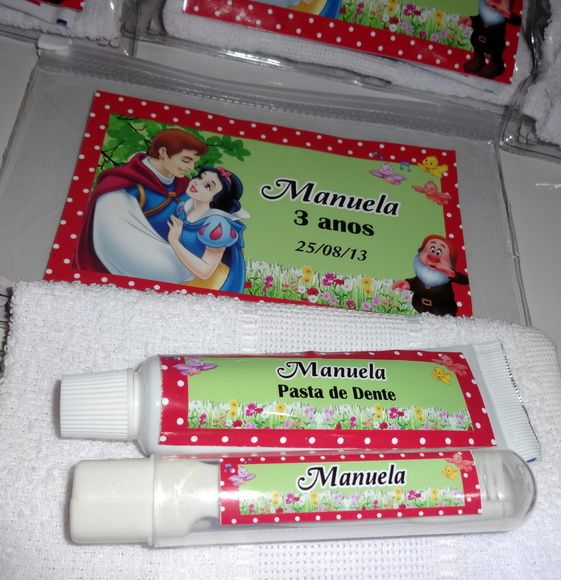 Manuela
3 anos
25/08/13
Manuela
Pasta de Dente
Manuela